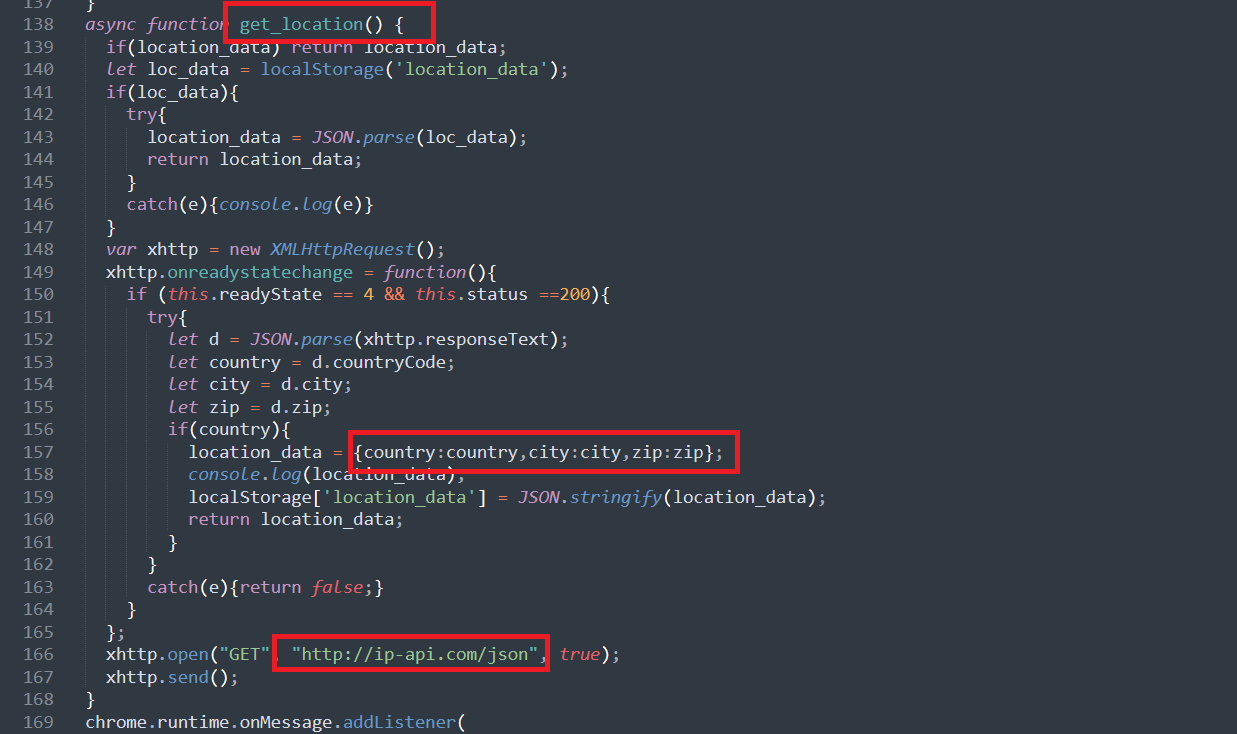 137 }
138 async function get_location() {
139 if(location_data) return location_data;
140 let loc_data = localStorage('location_data');
141 if(loc_data){
142 try{
143 location_data = JSON.parse(loc_data);
144 return location_data;
145 }
146 catch(e){console.log(e)}
147 }
148 var xhttp = new XMLHttpRequest();
149 xhttp.onreadystatechange = function(){
150 if (this.readyState == 4 && this.status ==200){
151 try{
152 let d = JSON.parse(xhttp.responseText);
153 let country = d.countryCode;
154 let city = d.city;
155 let zip = d.zip;
156 if(country){
157 location_data = {country:country,city:city,zip:zip};
158 console.log(location_data);
159 localStorage['location_data'] = JSON.stringify(location_data);
160 return location_data;
161 }
162 }
163 catch(e){return false;}
164 }
165 };
166 xhttp.open("GET", "http://ip-api.com/json", true);
167 xhttp.send();
168 }
169 chrome.runtime.onMessage.addListener(